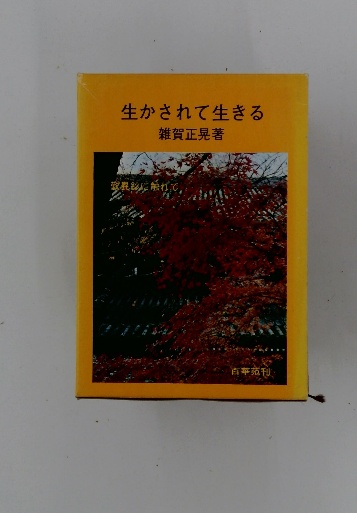 生かされて生きる
雑賀正晃著
歎異鈔に触れて
百華苑刊